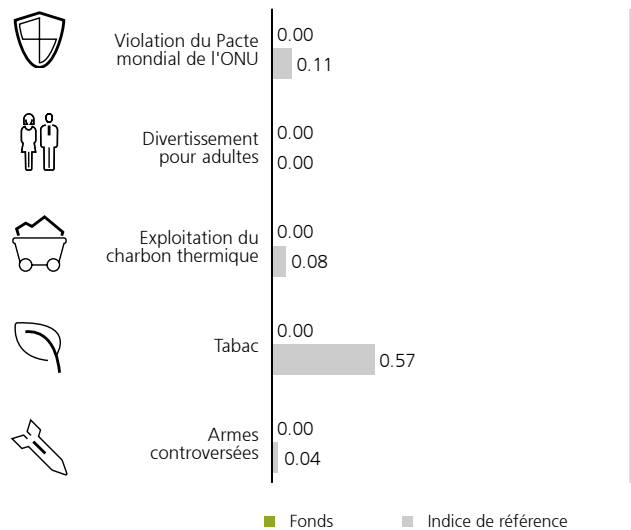 Violation du Pacte
mondial de l'ONU
0.00
0.11
Divertissement
pour adultes
0.00
0.00
Exploitation du
charbon thermique
0.00
0.08
Tabac
0.00
0.57
Armes
controversées
0.00
0.04
Fonds
Indice de référence